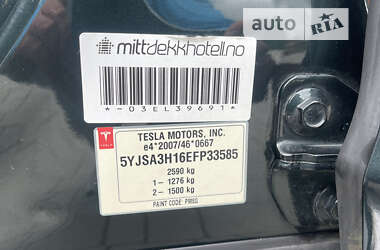 auto
RIA
mittdekkhotell.no
-03EL39691*
TESLA MOTORS, INC.
e4*2007/46*0667
5YJSA3H16EFP33585
2590 kg
1 - 1276 kg
2 - 1500 kg
PAINT CODE: PBSG